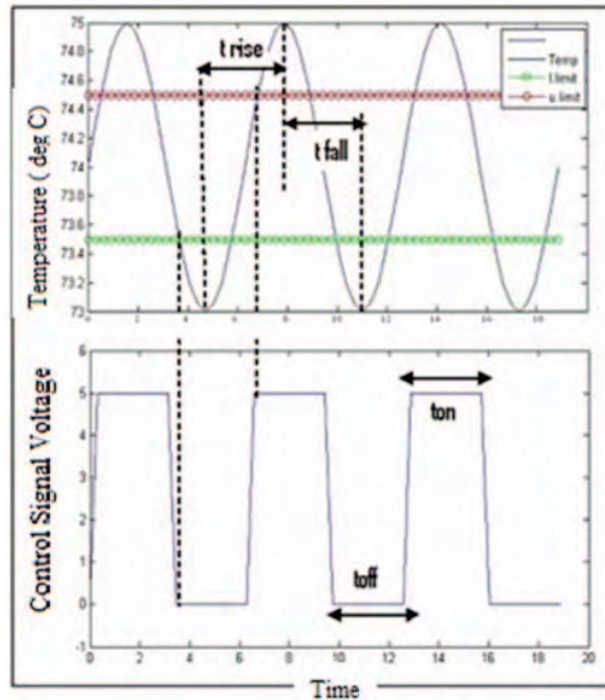 75
74.8
74.6
74.4
74.2
74
73.8
73.6
73.4
73.2
73
Temperature ( deg C)
t rise
t fall
Temp
l.limit
u.limit
0 2 4 6 8 10 12 14 16 18
6
5
4
3
2
1
0
-1
Control Signal Voltage
ton
toff
0 2 4 6 8 10 12 14 16 18 20
Time